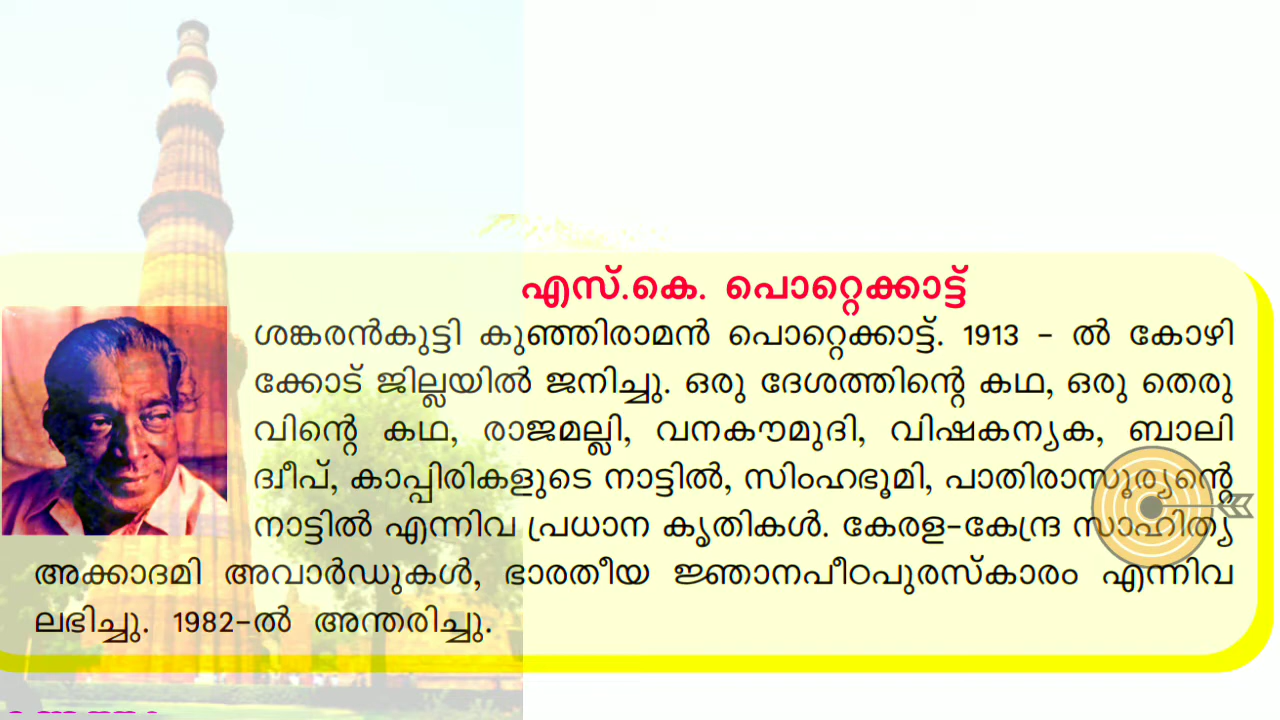 എസ്.കെ. പൊറ്റെക്കാട്ട്
ശങ്കരൻകുട്ടി കുഞ്ഞിരാമൻ പൊറ്റെക്കാട്ട്. 1913 - ൽ കോഴി
ക്കോട് ജില്ലയിൽ ജനിച്ചു. ഒരു ദേശത്തിന്റെ കഥ, ഒരു തെരു
വിന്റെ കഥ, രാജമല്ലി, വനകൗമുദി, വിഷകന്യക, ബാലി
ദ്വീപ്, കാപ്പിരികളുടെ നാട്ടിൽ, സിംഹഭൂമി, പാതിരാസൂര്യന്റെ
നാട്ടിൽ എന്നിവ പ്രധാന കൃതികൾ. കേരള-കേന്ദ്ര സാഹിത്യ
അക്കാദമി അവാർഡുകൾ, ഭാരതീയ ജ്ഞാനപീഠപുരസ്കാരം എന്നിവ
ലഭിച്ചു. 1982-ൽ അന്തരിച്ചു.